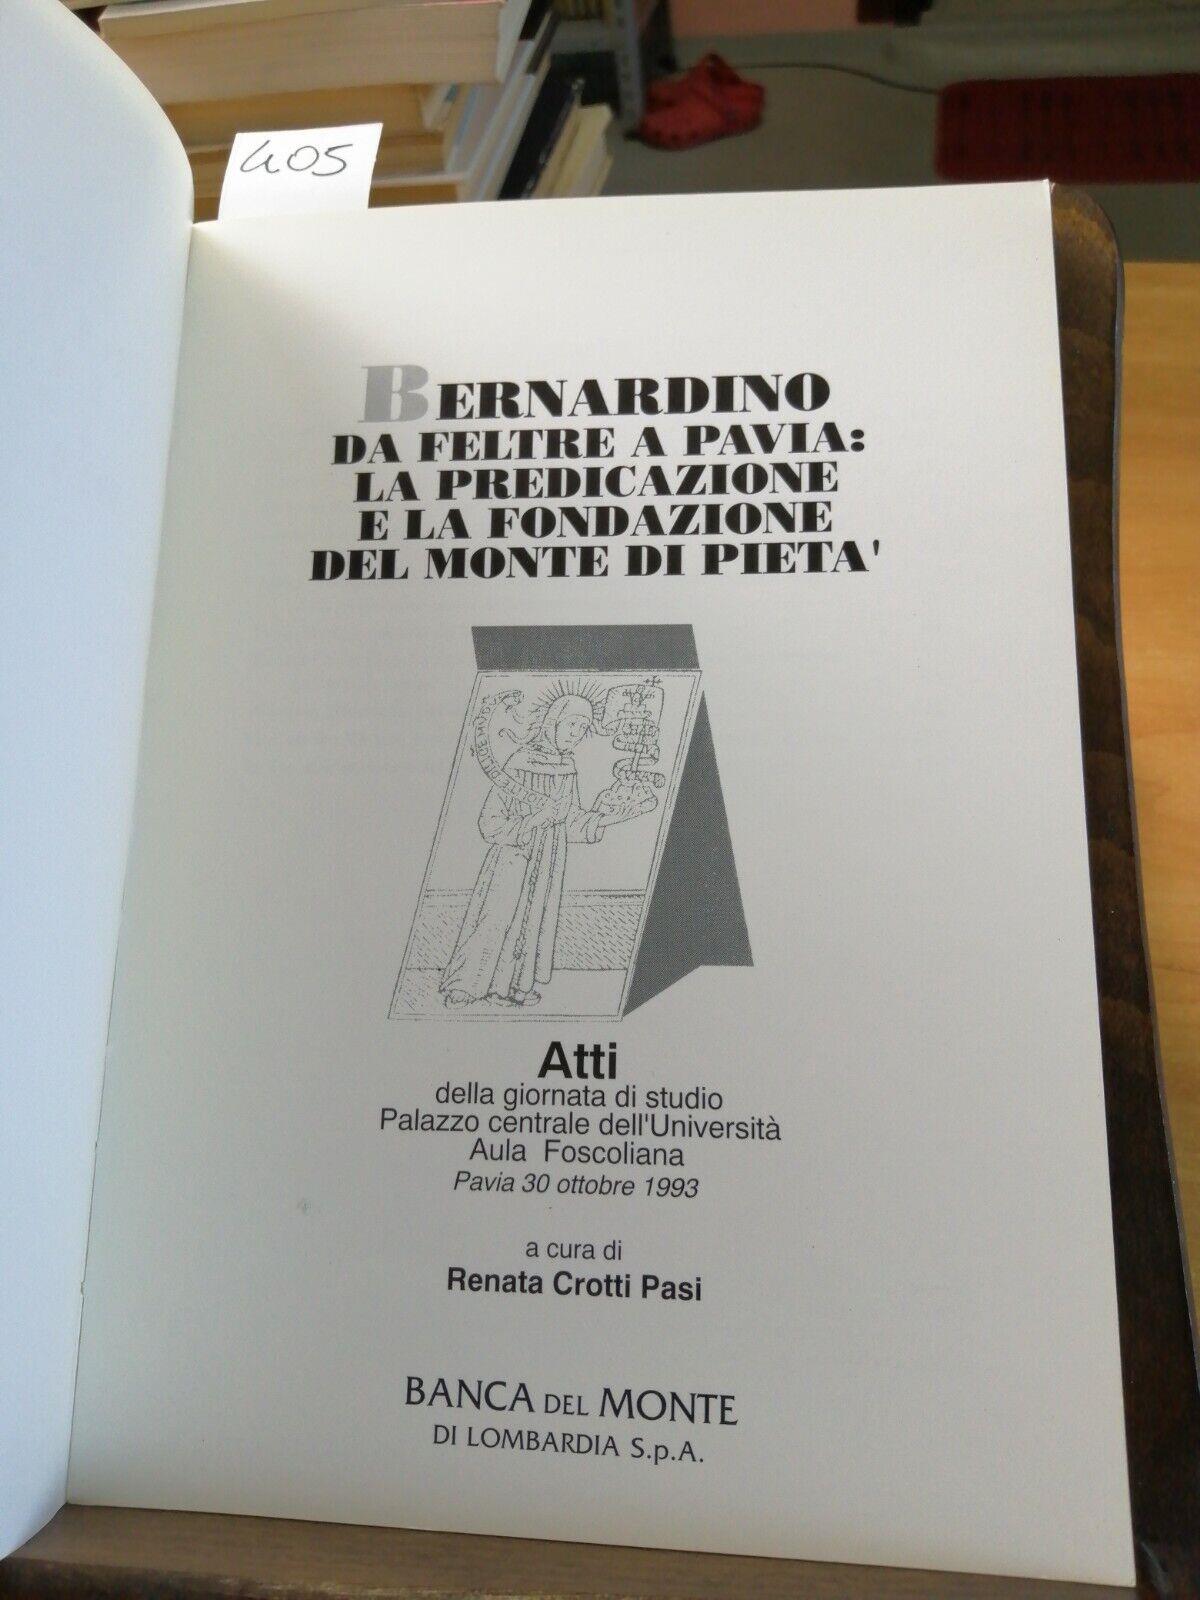 405
BERNARDINO
DA FELTRE A PAVIA:
LA PREDICAZIONE
E LA FONDAZIONE
DEL MONTE DI PIETA'
Atti
della giornata di studio
Palazzo centrale dell'Università
Aula Foscoliana
Pavia 30 ottobre 1993
a cura di
Renata Crotti Pasi
BANCA DEL MONTE
DI LOMBARDIA S.p.A.